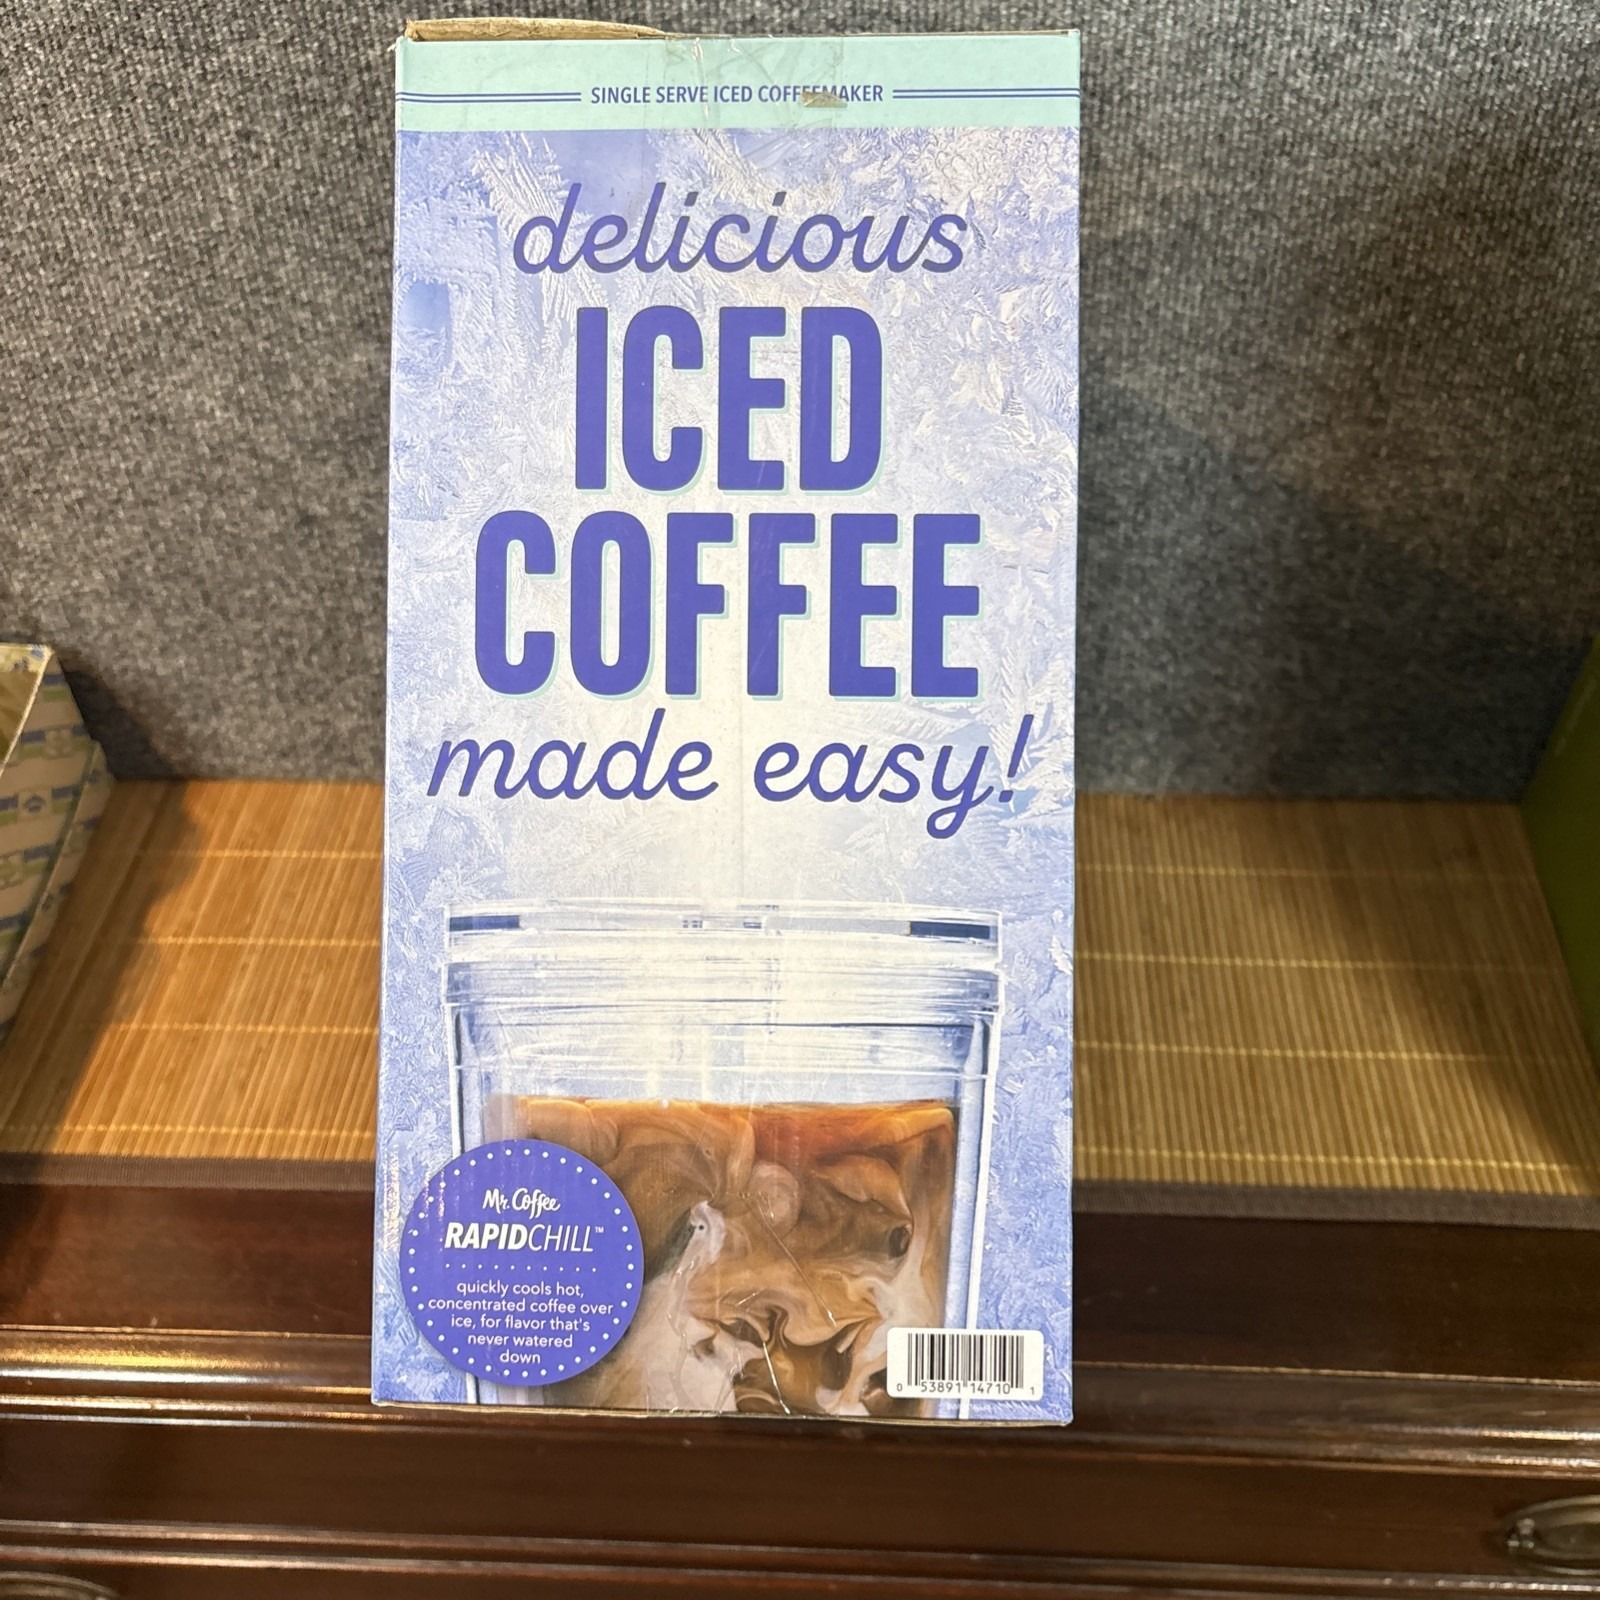 SINGLE SERVE ICED COFFEEMAKER
delicious
ICED
COFFEE
made easy!
Mr. Coffee
RAPIDCHILL™
quickly cools hot,
concentrated coffee over
ice, for flavor that's
never watered
down
0 53891 14710 1